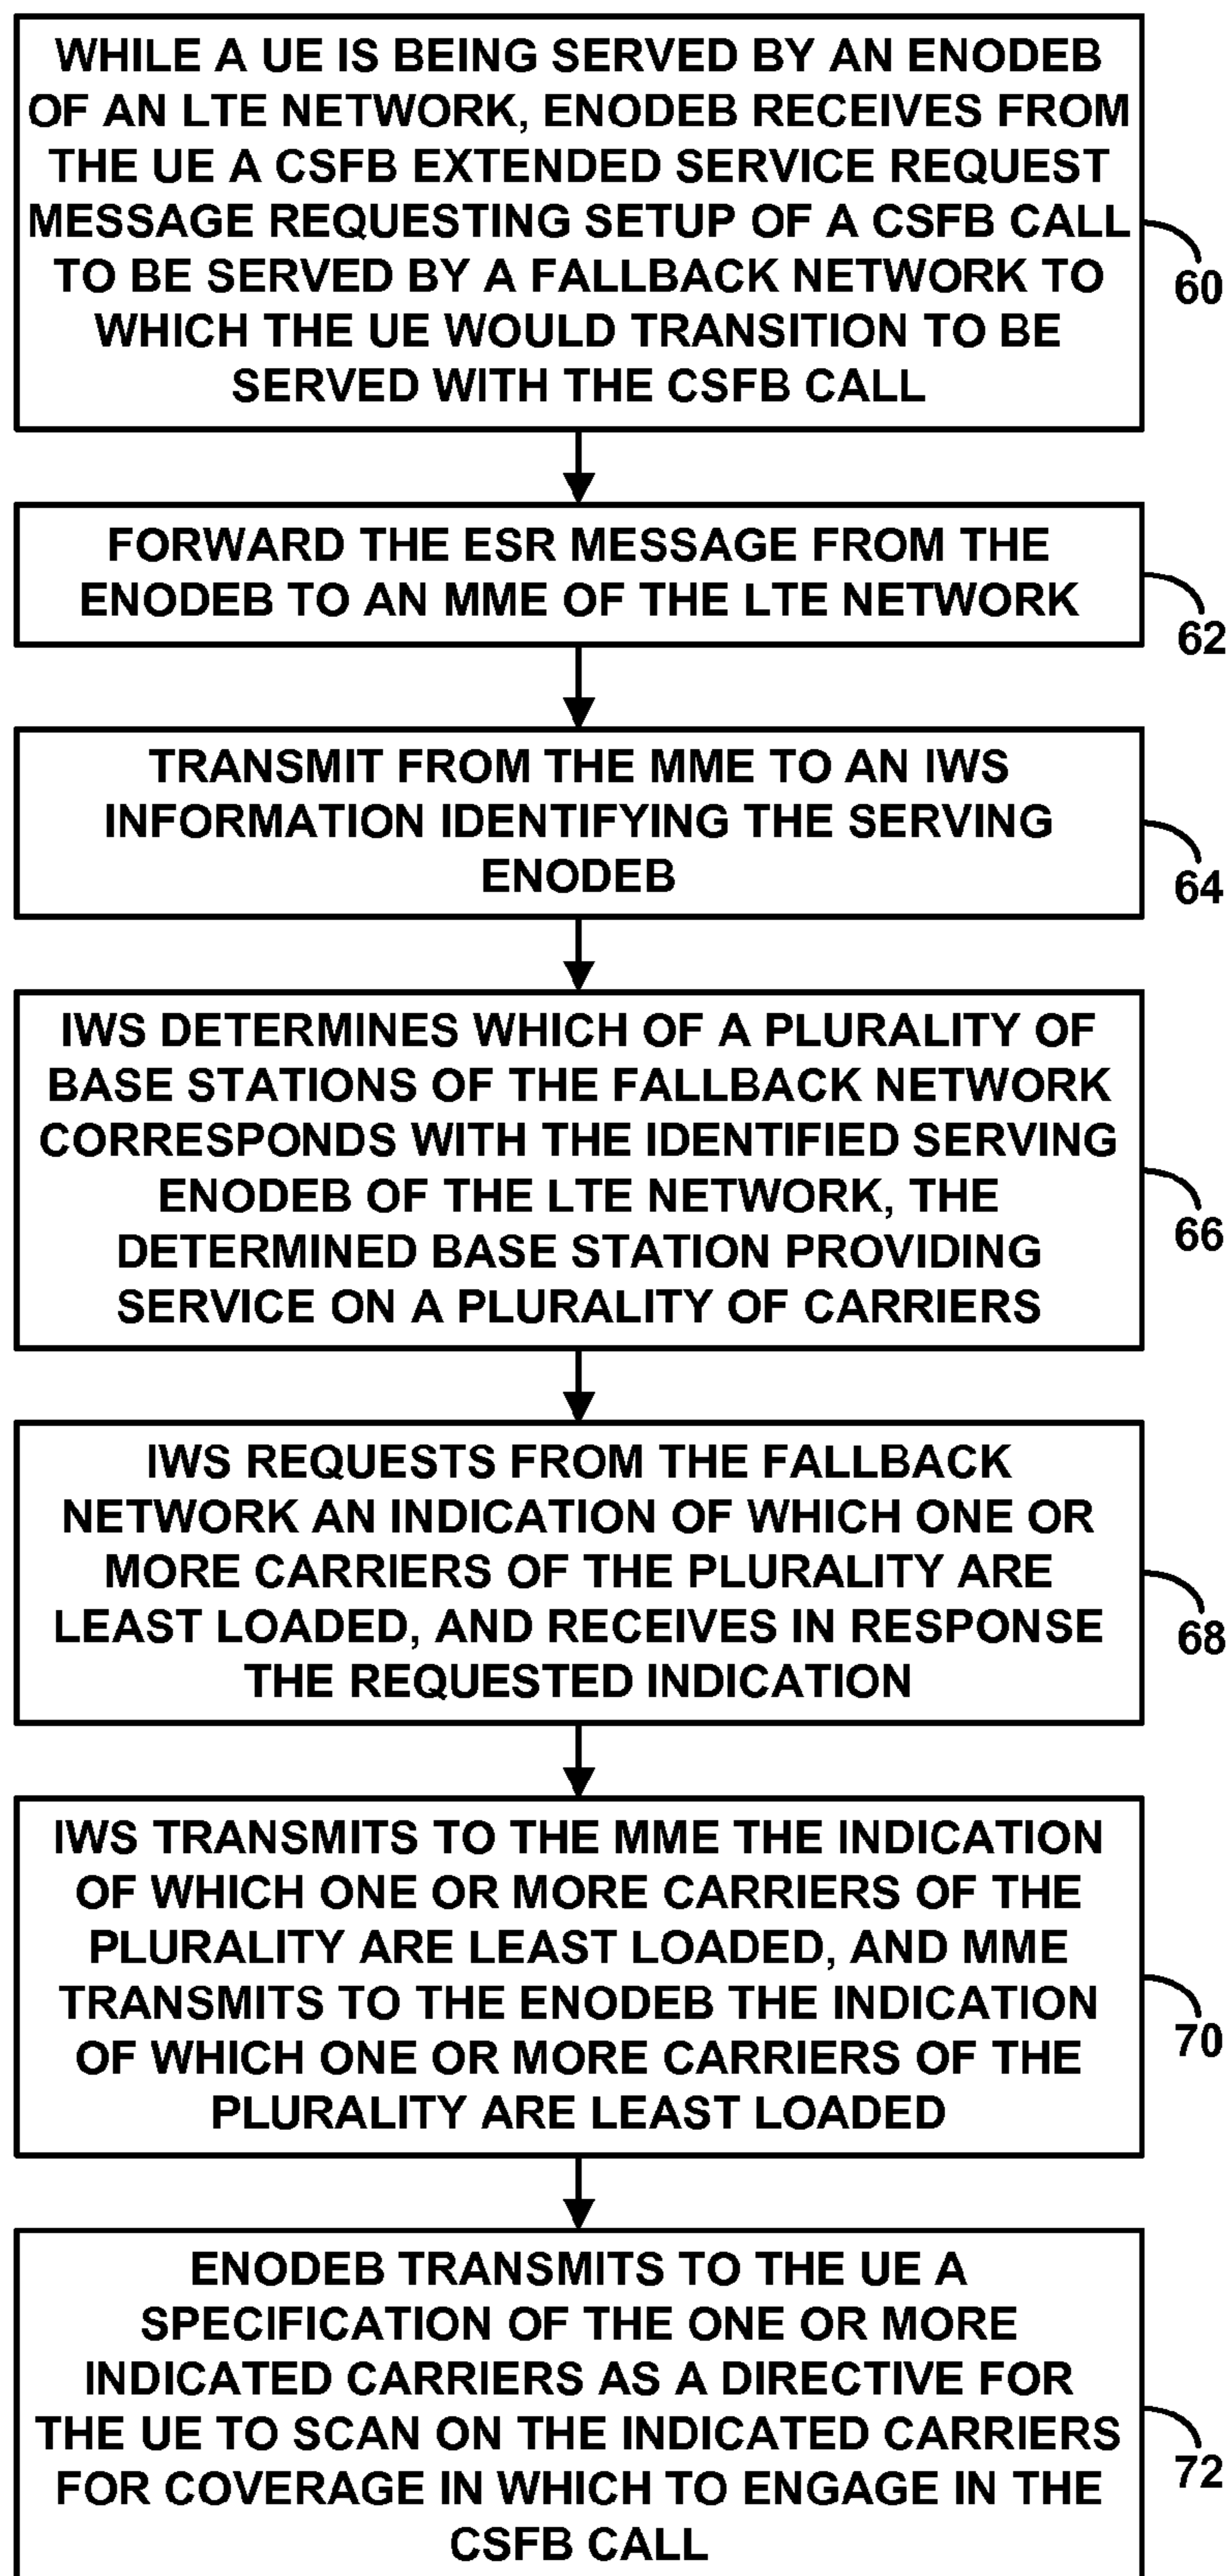 WHILE A UE IS BEING SERVED BY AN ENODEB
OF AN LTE NETWORK, ENODEB RECEIVES FROM
THE UE A CSFB EXTENDED SERVICE REQUEST
MESSAGE REQUESTING SETUP OF A CSFB CALL
TO BE SERVED BY A FALLBACK NETWORK TO
WHICH THE UE WOULD TRANSITION TO BE
SERVED WITH THE CSFB CALL
60
FORWARD THE ESR MESSAGE FROM THE
ENODEB TO AN MME OF THE LTE NETWORK
62
TRANSMIT FROM THE MME TO AN IWS
INFORMATION IDENTIFYING THE SERVING
ENODEB
64
IWS DETERMINES WHICH OF A PLURALITY OF
BASE STATIONS OF THE FALLBACK NETWORK
CORRESPONDS WITH THE IDENTIFIED SERVING
ENODEB OF THE LTE NETWORK, THE
DETERMINED BASE STATION PROVIDING
SERVICE ON A PLURALITY OF CARRIERS
66
IWS REQUESTS FROM THE FALLBACK
NETWORK AN INDICATION OF WHICH ONE OR
MORE CARRIERS OF THE PLURALITY ARE
LEAST LOADED, AND RECEIVES IN RESPONSE
THE REQUESTED INDICATION
68
IWS TRANSMITS TO THE MME THE INDICATION
OF WHICH ONE OR MORE CARRIERS OF THE
PLURALITY ARE LEAST LOADED, AND MME
TRANSMITS TO THE ENODEB THE INDICATION
OF WHICH ONE OR MORE CARRIERS OF THE
PLURALITY ARE LEAST LOADED
70
ENODEB TRANSMITS TO THE UE A
SPECIFICATION OF THE ONE OR MORE
INDICATED CARRIERS AS A DIRECTIVE FOR
THE UE TO SCAN ON THE INDICATED CARRIERS
FOR COVERAGE IN WHICH TO ENGAGE IN THE
CSFB CALL
72